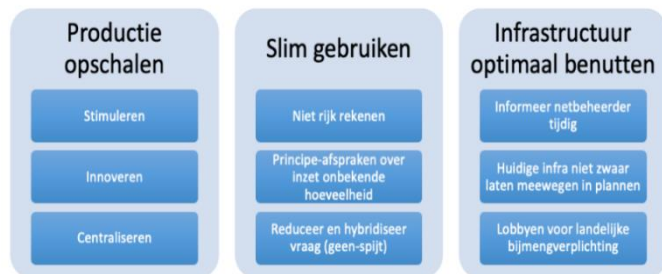 Productie
opschalen
Stimuleren
Innoveren
Centraliseren
Slim gebruiken
Niet rijk rekenen
Principe-afspraken over
inzet onbekende
hoeveelheid
Reduceer en hybridiseer
vraag (geen-spijt)
Infrastructuur
optimaal benutten
Informeer netbeheerder
tijdig
Huidige infra niet zwaar
laten meewegen in plannen
Lobbyen voor landelijke
bijmengverplichting